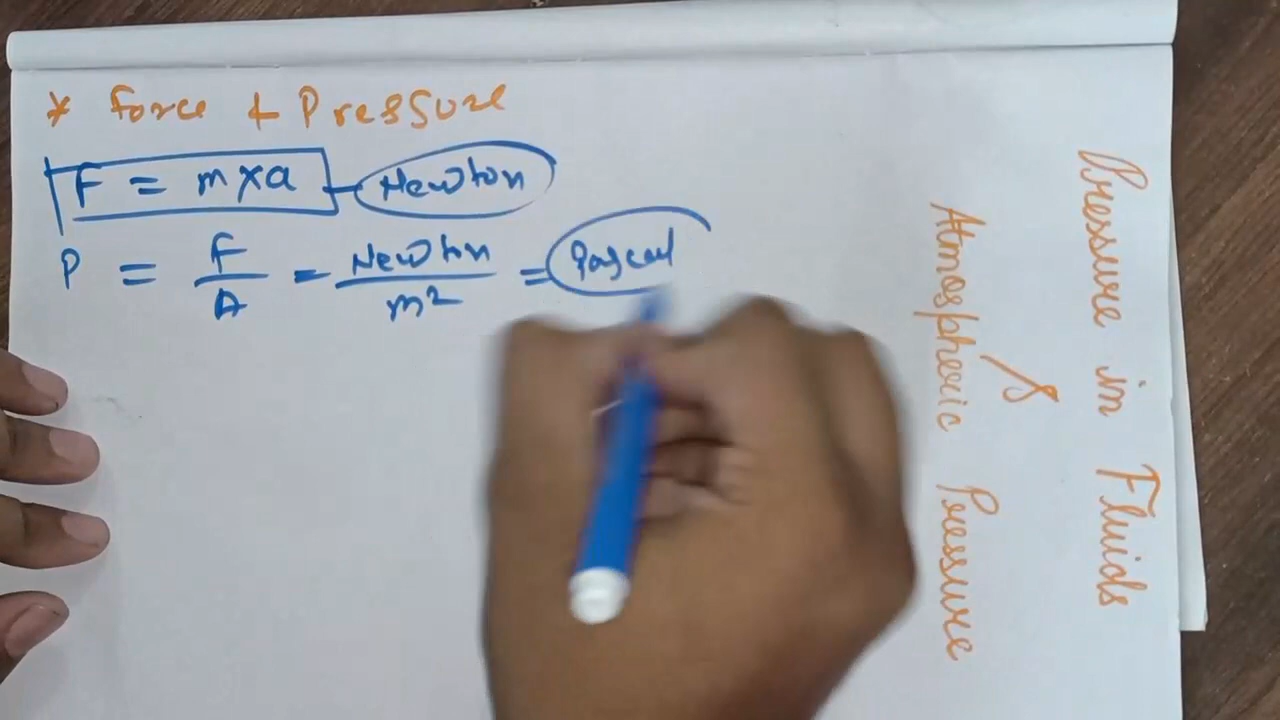 * Force & Pressure
F = m×a - Newton
P = F/A = Newton/m² = Pascal
Pressure in Fluids
&
Atmospheric Pressure